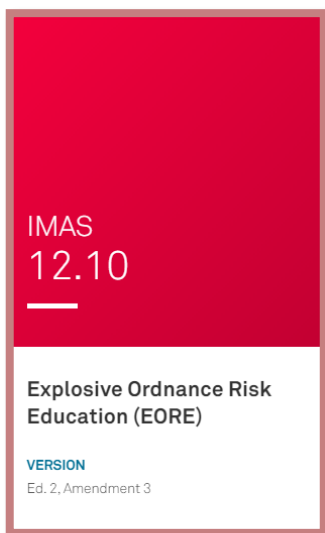 IMAS
12.10
Explosive Ordnance Risk
Education (EORE)
VERSION
Ed. 2, Amendment 3